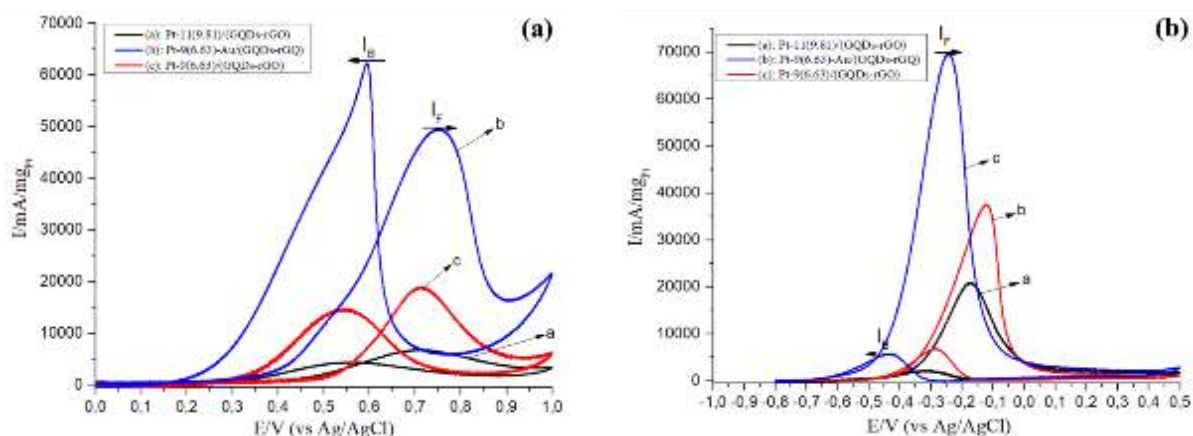 (a)
70000
60000
50000
40000
30000
20000
10000
0
I/mA/mgPt
(a): Pt-11(9.81)/(GQDs-rGO)
(b): Pt-9(6.63)-Au/(GQDs-rGQ)
(c): Pt-9(6.63)/(GQDs-rGO)
IB
IF
b
c
a
0,0 0,1 0,2 0,3 0,4 0,5 0,6 0,7 0,8 0,9 1,0
E/V (vs Ag/AgCl)
(b)
70000
60000
50000
40000
30000
20000
10000
0
I/mA/mgPt
(a): Pt-11(9.81)/(GQDs-rGO)
(b): Pt-9(6.63)-Au/(GQDs-rGQ)
(c): Pt-9(6.63)/(GQDs-rGO)
IF
c
b
a
-1,0 -0,9 -0,8 -0,7 -0,6 -0,5 -0,4 -0,3 -0,2 -0,1 0,0 0,1 0,2 0,3 0,4 0,5
E/V (vs Ag/AgCl)